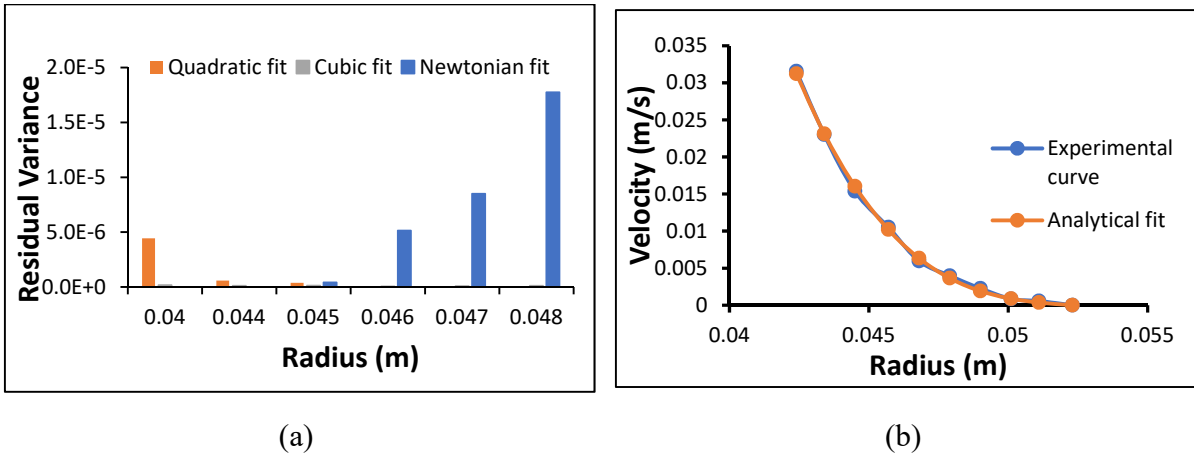 Quadratic fit Cubic fit Newtonian fit
Residual Variance
2.0E-5
1.5E-5
1.0E-5
5.0E-6
0.0E+0
0.04 0.044 0.045 0.046 0.047 0.048
Radius (m)
(a)
Velocity (m/s)
0.035
0.03
0.025
0.02
0.015
0.01
0.005
0
0.04 0.045 0.05 0.055
Radius (m)
Experimental
curve
Analytical fit
(b)